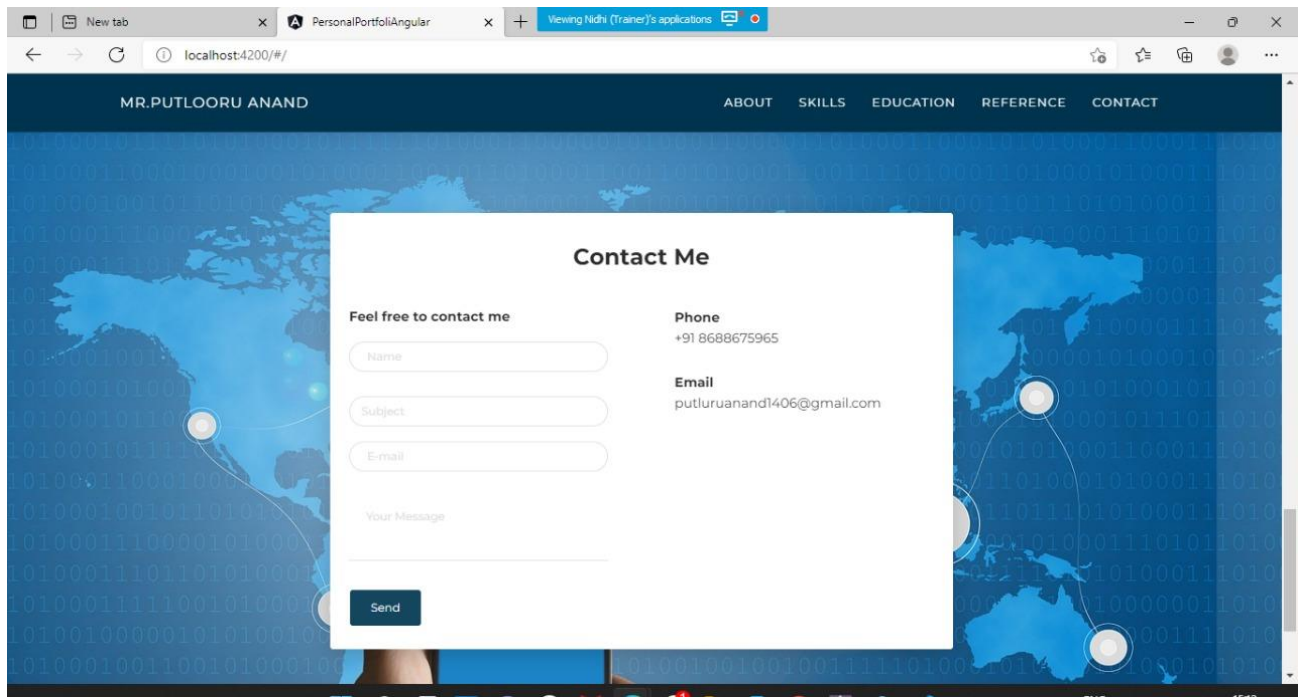 New tab
PersonalPortfoliAngular
Viewing Nidhi (Trainer)'s applications
localhost:4200/#/
MR.PUTLOORU ANAND
ABOUT SKILLS EDUCATION REFERENCE CONTACT
Contact Me
Feel free to contact me
Name
Subject
E-mail
Your Message
Send
Phone
+91 8688675965
Email
putluruanand1406@gmail.com